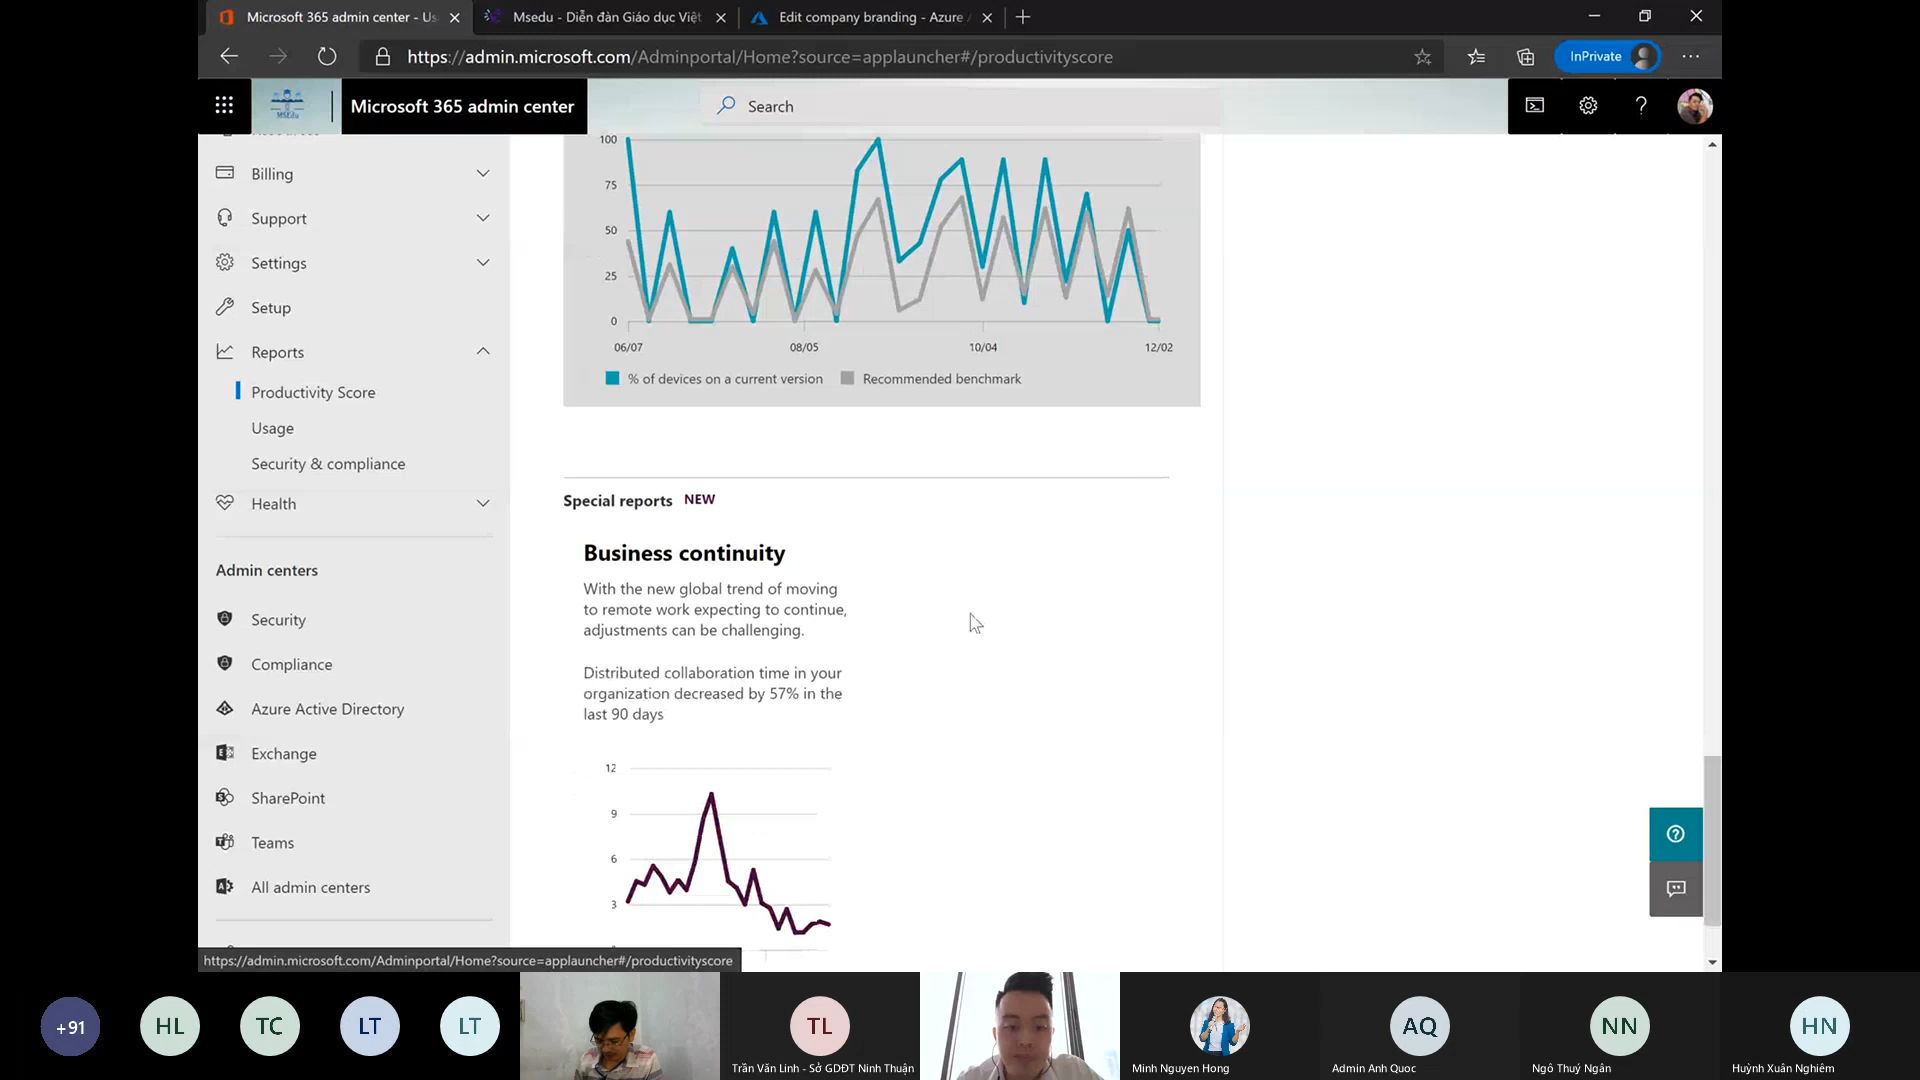 Microsoft 365 admin center - Us
Msedu - Diễn đàn Giáo dục Việt
Edit company branding - Azure A
https://admin.microsoft.com/Adminportal/Home?source=applauncher#/productivityscore
InPrivate
MSEdu
Microsoft 365 admin center
Search
Billing
Support
Settings
Setup
Reports
Productivity Score
Usage
Security & compliance
Health
Admin centers
Security
Compliance
Azure Active Directory
Exchange
SharePoint
Teams
All admin centers
100
75
50
25
0
06/07
08/05
10/04
12/02
% of devices on a current version
Recommended benchmark
Special reports NEW
Business continuity
With the new global trend of moving
to remote work expecting to continue,
adjustments can be challenging.
Distributed collaboration time in your
organization decreased by 57% in the
last 90 days
12
9
6
3
https://admin.microsoft.com/Adminportal/Home?source=applauncher#/productivityscore
+91
HL
TC
LT
LT
TL
Trần Văn Linh - Sở GDĐT Ninh Thuận
Minh Nguyen Hong
AQ
Admin Anh Quoc
NN
Ngô Thuý Ngân
HN
Huỳnh Xuân Nghiêm